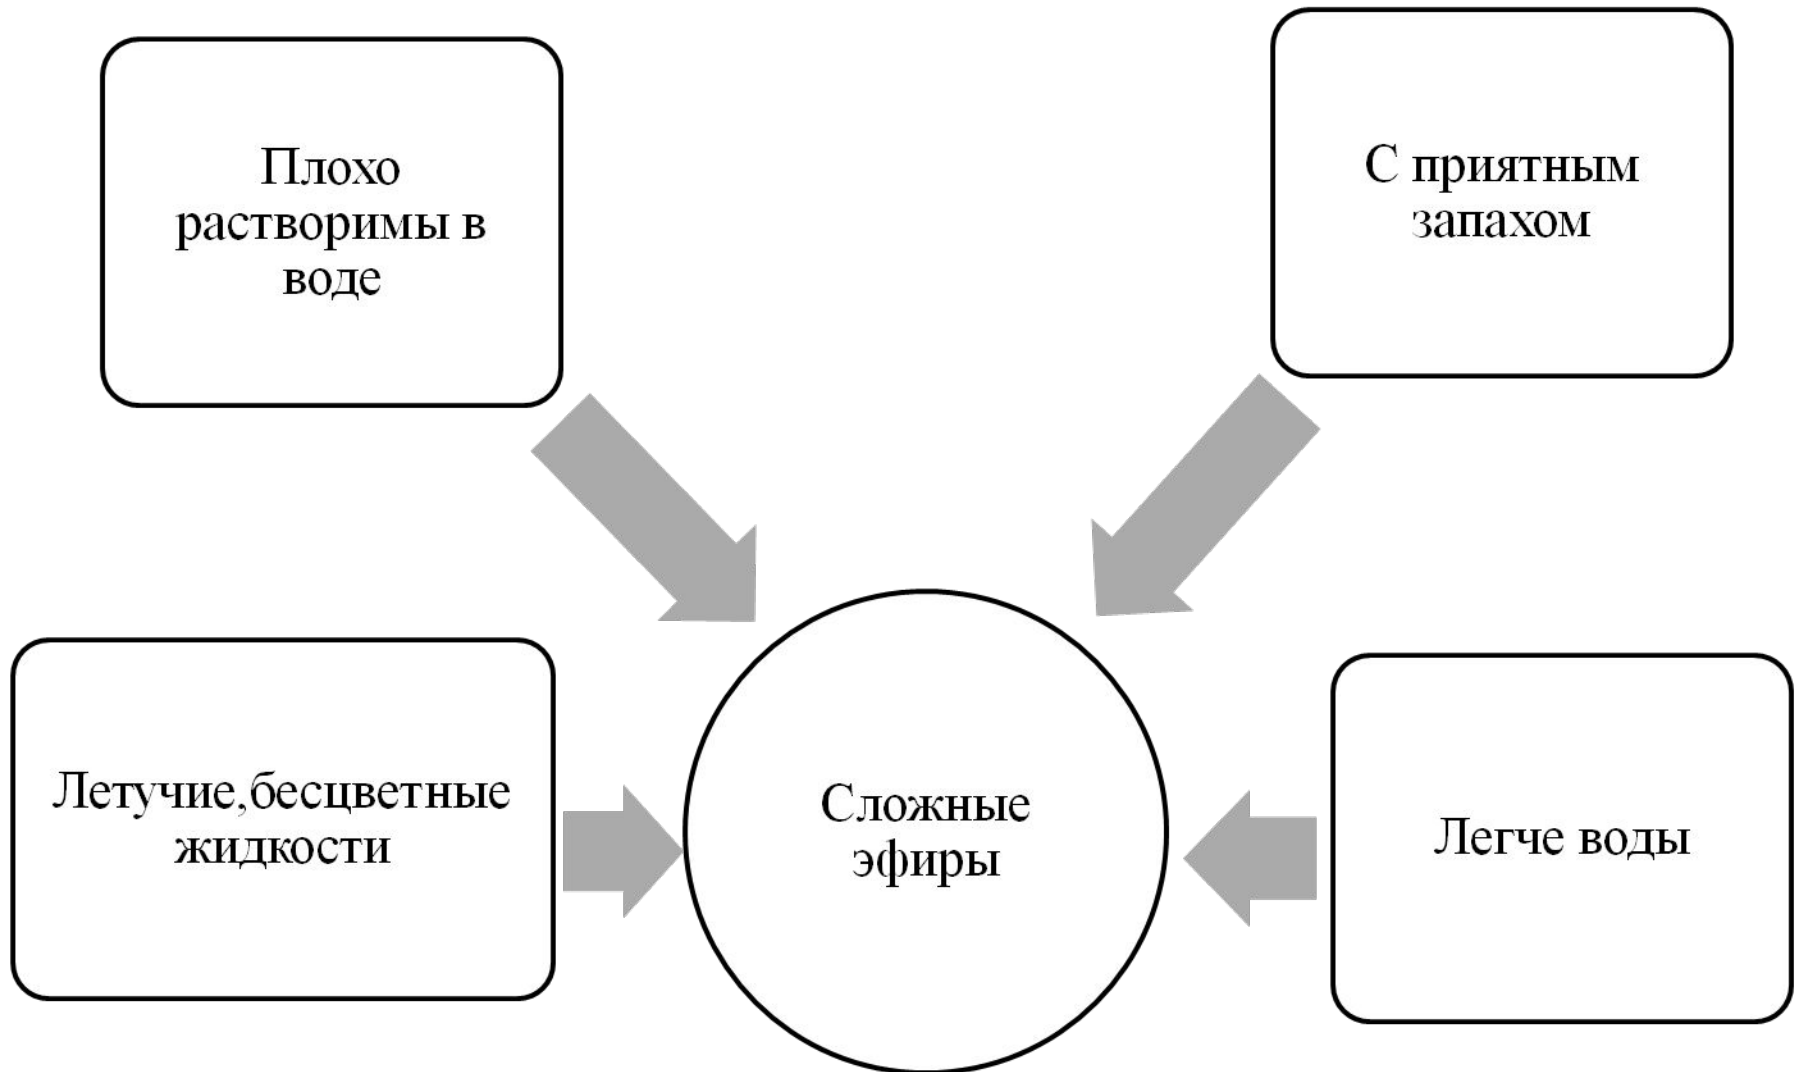 Плохо
растворимы в
воде
С приятным
запахом
Летучие,бесцветные
жидкости
Сложные
эфиры
Легче воды